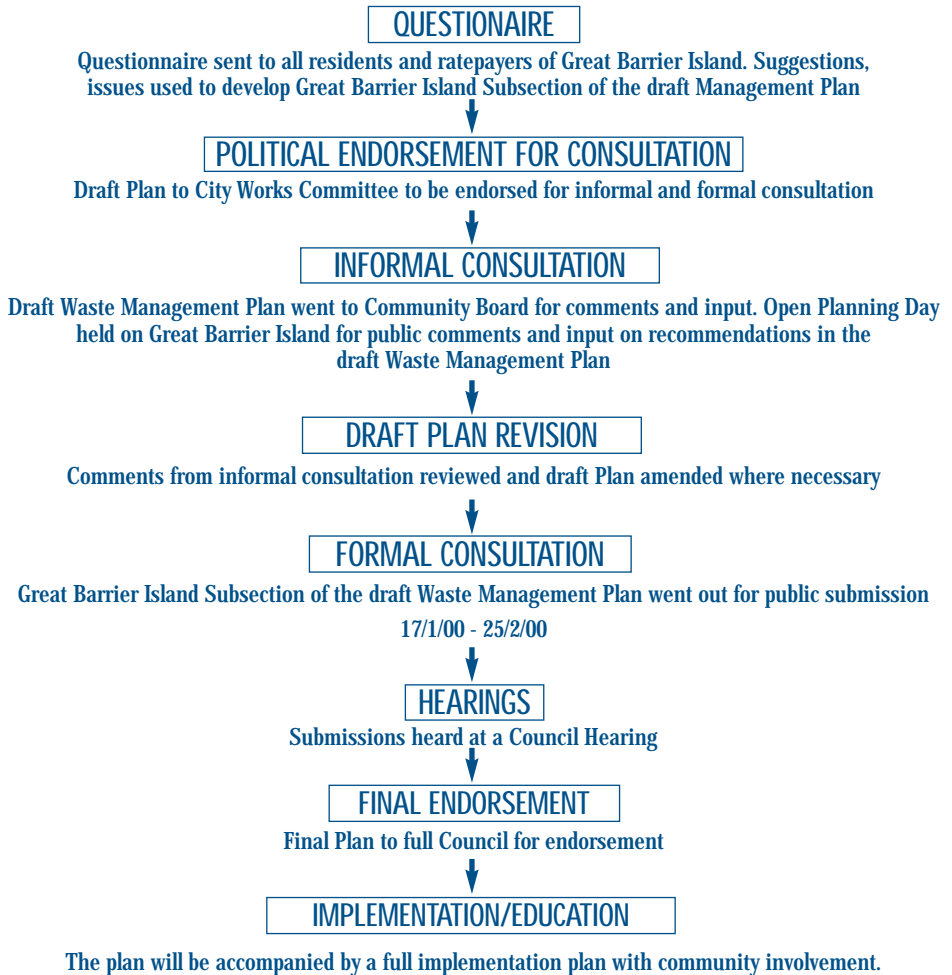 QUESTIONAIRE
Questionnaire sent to all residents and ratepayers of Great Barrier Island. Suggestions,
issues used to develop Great Barrier Island Subsection of the draft Management Plan
POLITICAL ENDORSEMENT FOR CONSULTATION
Draft Plan to City Works Committee to be endorsed for informal and formal consultation
INFORMAL CONSULTATION
Draft Waste Management Plan went to Community Board for comments and input. Open Planning Day
held on Great Barrier Island for public comments and input on recommendations in the
draft Waste Management Plan
DRAFT PLAN REVISION
Comments from informal consultation reviewed and draft Plan amended where necessary
FORMAL CONSULTATION
Great Barrier Island Subsection of the draft Waste Management Plan went out for public submission
17/1/00 - 25/2/00
HEARINGS
Submissions heard at a Council Hearing
FINAL ENDORSEMENT
Final Plan to full Council for endorsement
IMPLEMENTATION/EDUCATION
The plan will be accompanied by a full implementation plan with community involvement.